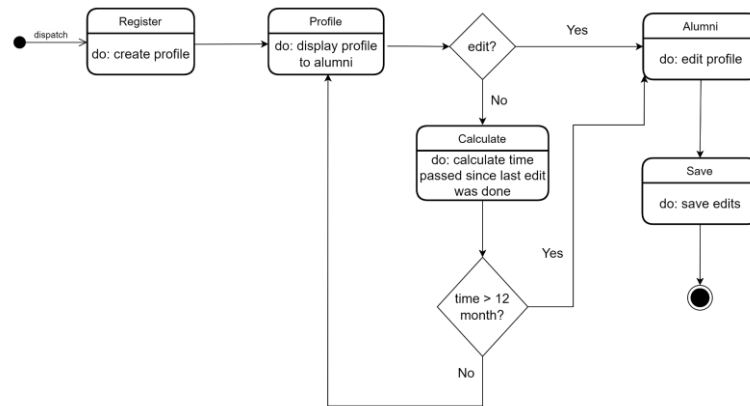 dispatch
Register
do: create profile
Profile
do: display profile
to alumni
edit?
Yes
Alumni
do: edit profile
No
Calculate
do: calculate time
passed since last edit
was done
Save
do: save edits
time > 12
month?
Yes
No